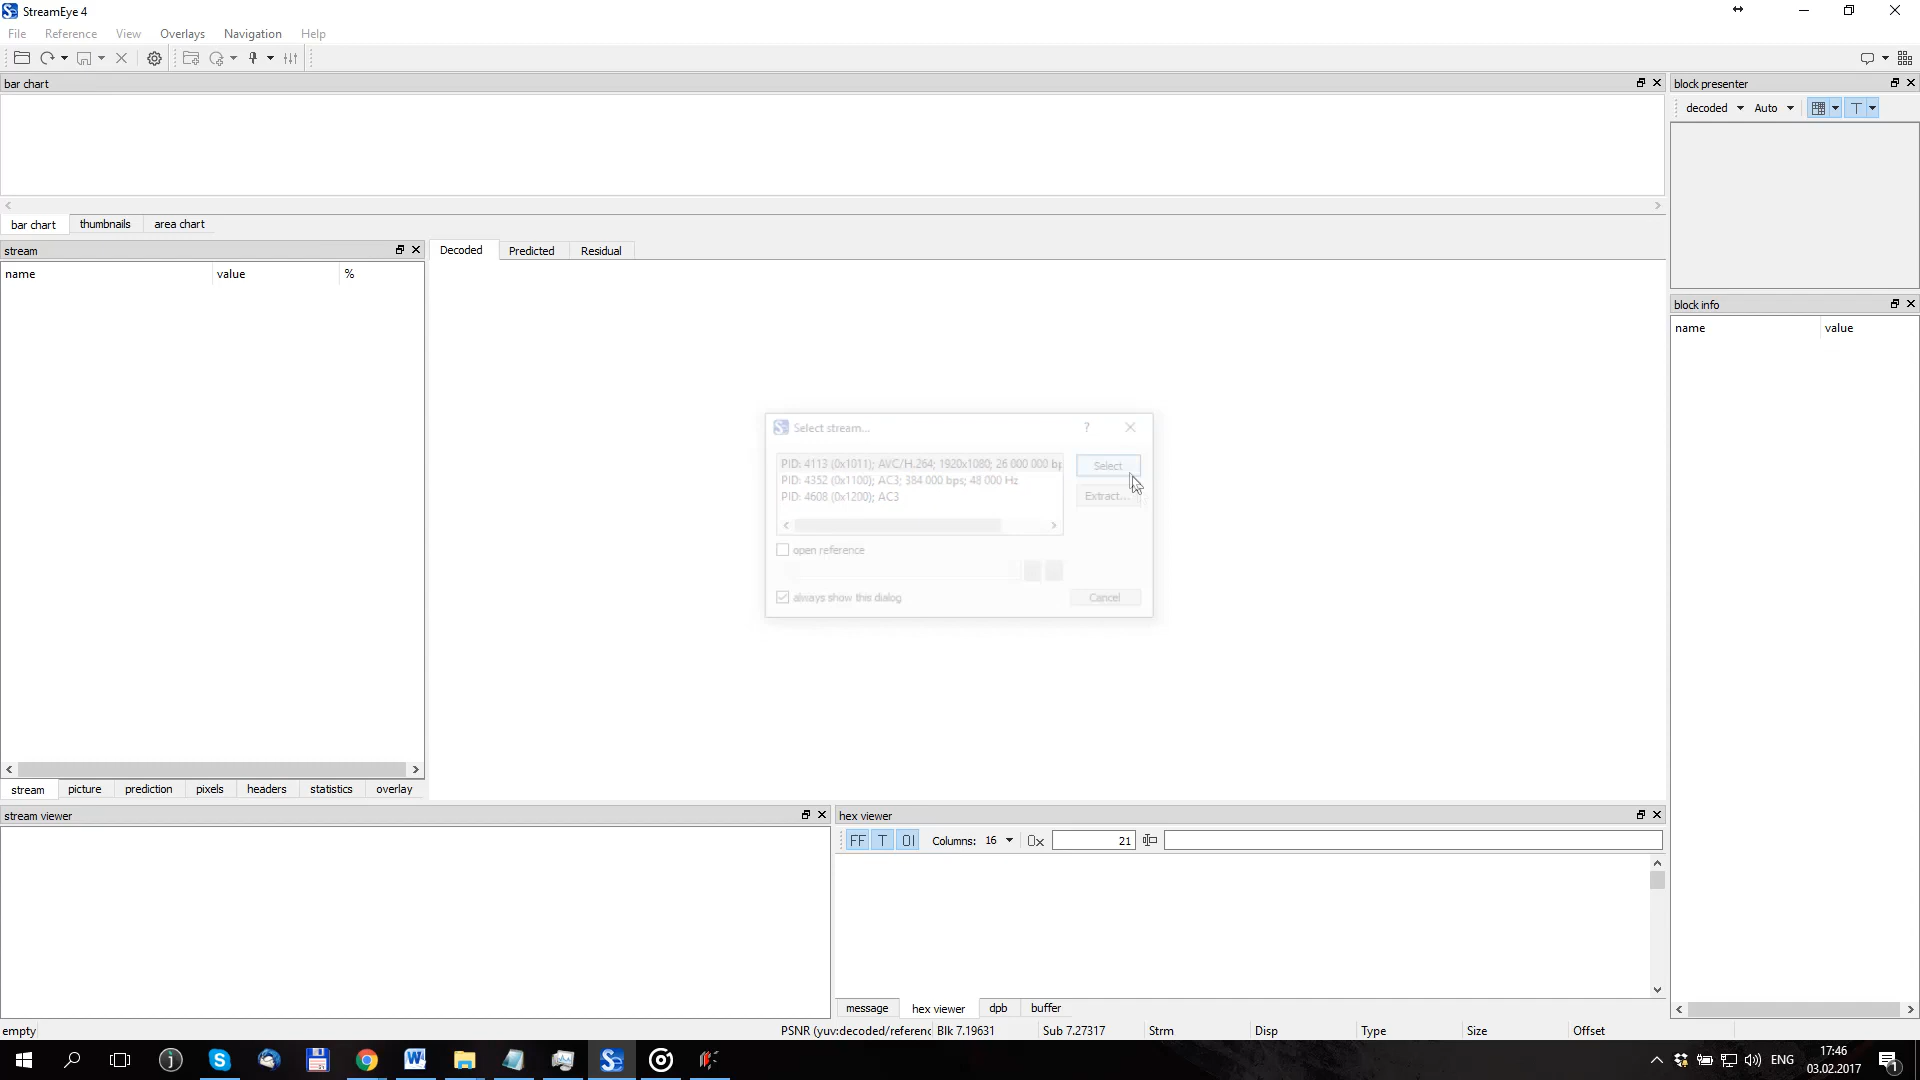 StreamEye 4
File Reference View Overlays Navigation Help
bar chart
block presenter
decoded Auto
bar chart thumbnails area chart
stream
Decoded Predicted Residual
name value %
block info
name value
Select stream...
?
PID: 4113 (0x1011); AVC/H.264; 1920x1080; 26 000 000 bp
Select
PID: 4352 (0x1100); AC3; 384 000 bps; 48 000 Hz
PID: 4608 (0x1200); AC3
Extract...
open reference
always show this dialog
Cancel
stream picture prediction pixels headers statistics overlay
stream viewer
hex viewer
FF T 0I Columns: 16 0x 21
message hex viewer dpb buffer
empty
PSNR (yuv:decoded/referenc Blk 7.19631 Sub 7.27317 Strm Disp Type Size Offset
ENG
17:46
03.02.2017
1